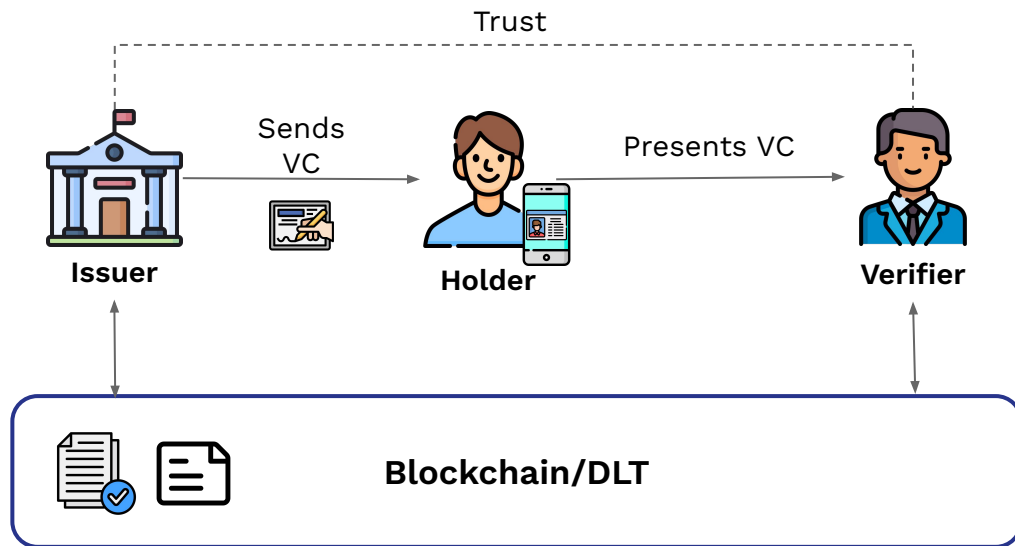 Trust
Sends
VC
Presents VC
Issuer
Holder
Verifier
Blockchain/DLT